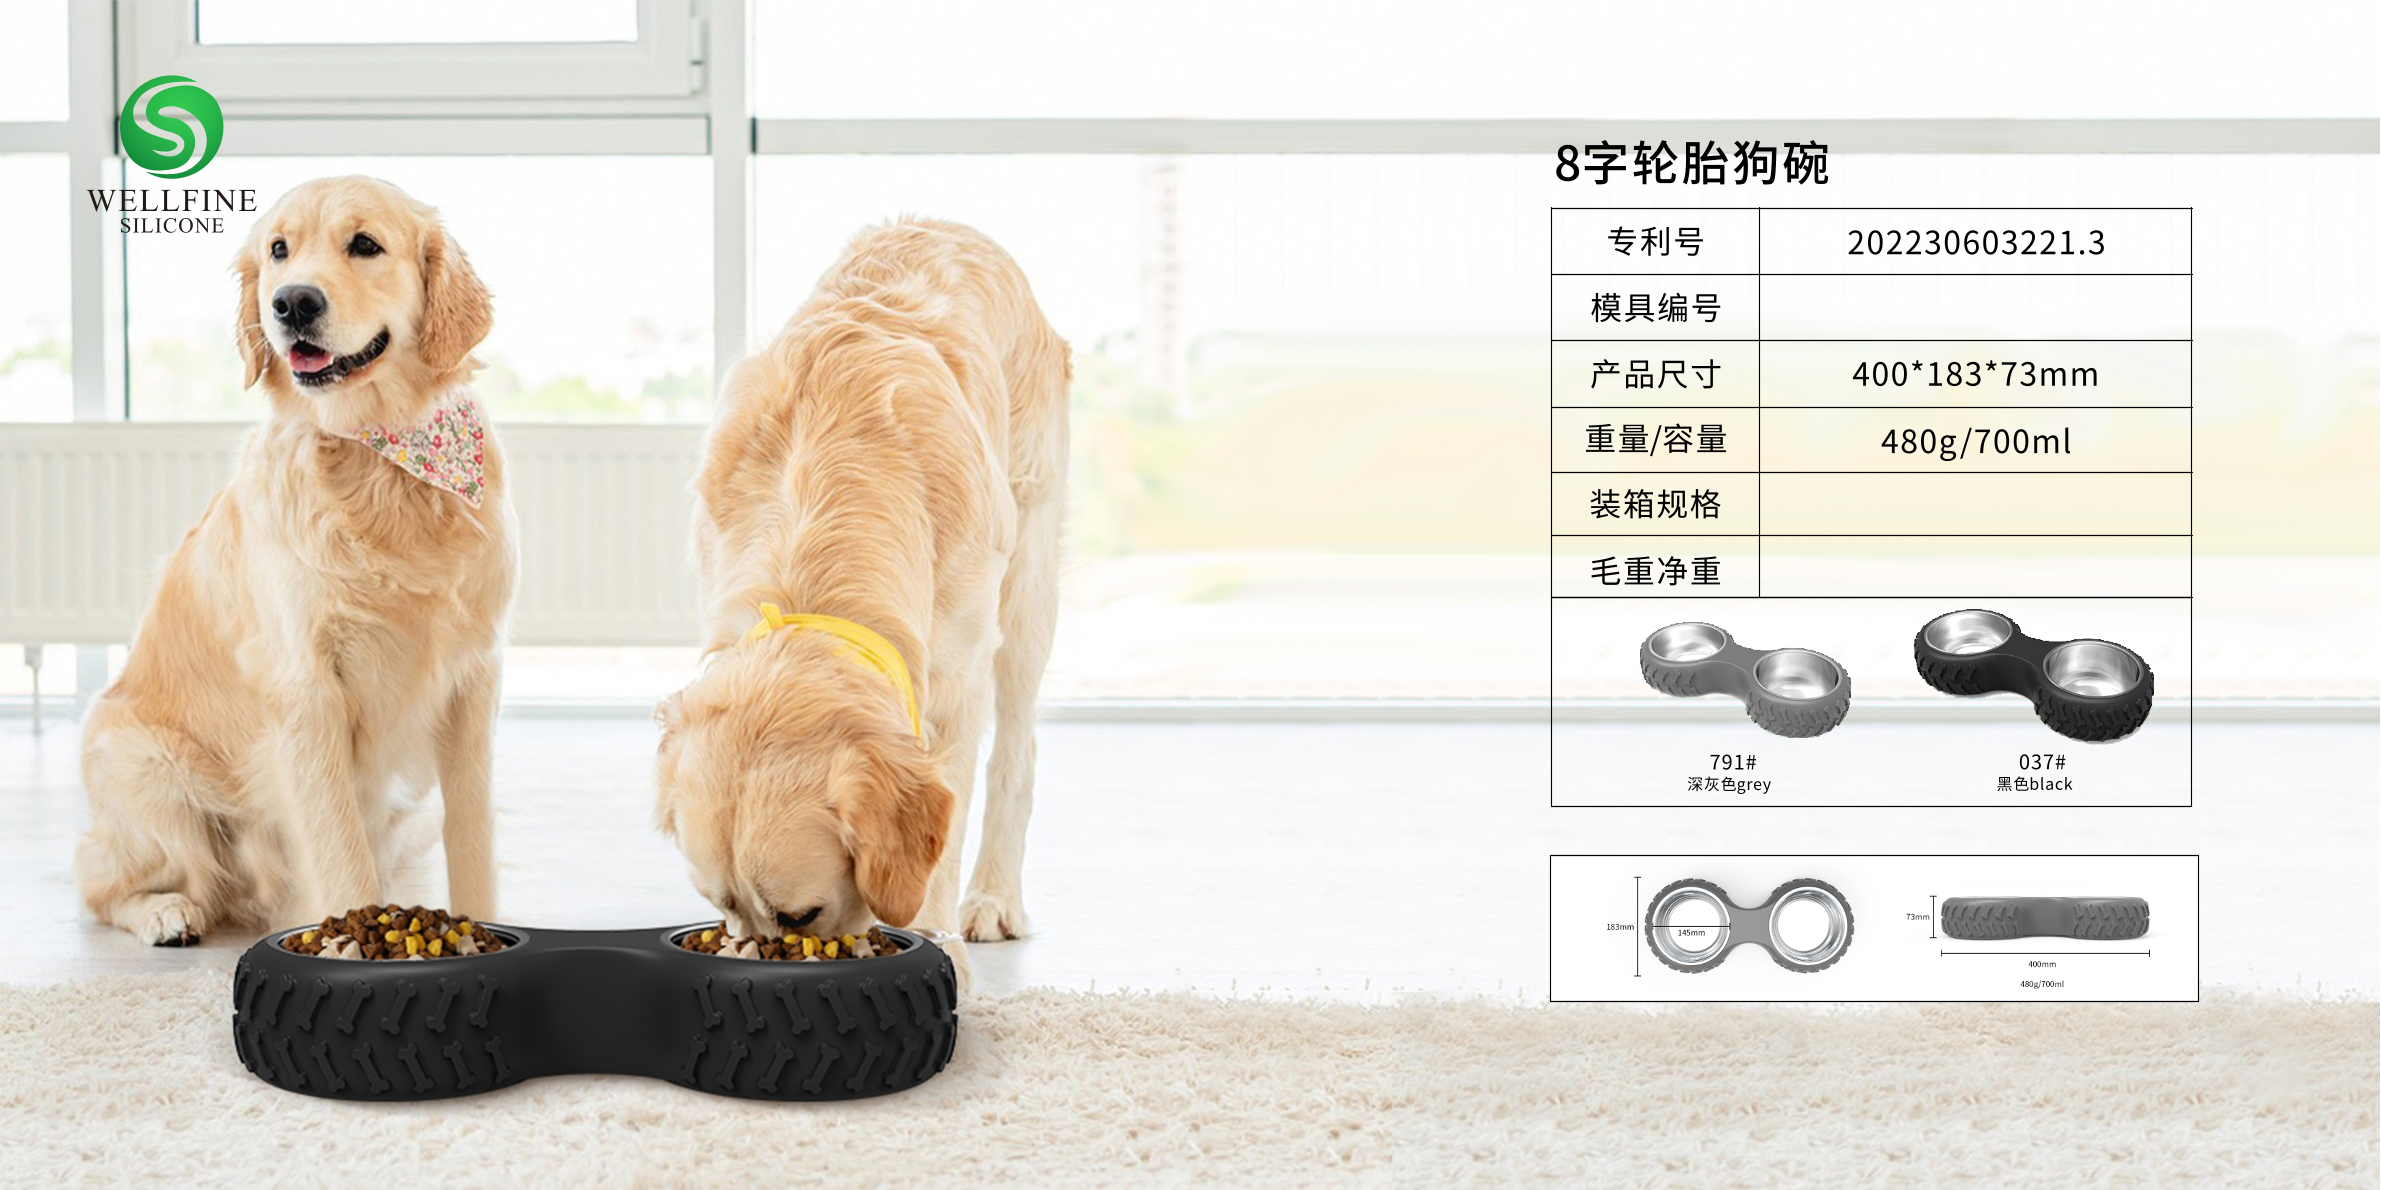 WELLFINE
SILICONE
8字轮胎狗碗
专利号 202230603221.3
模具编号
产品尺寸 400*183*73mm
重量/容量 480g/700ml
装箱规格
毛重净重
791# 037#
深灰色grey 黑色black
183mm 145mm 73mm
400mm
480g/700ml